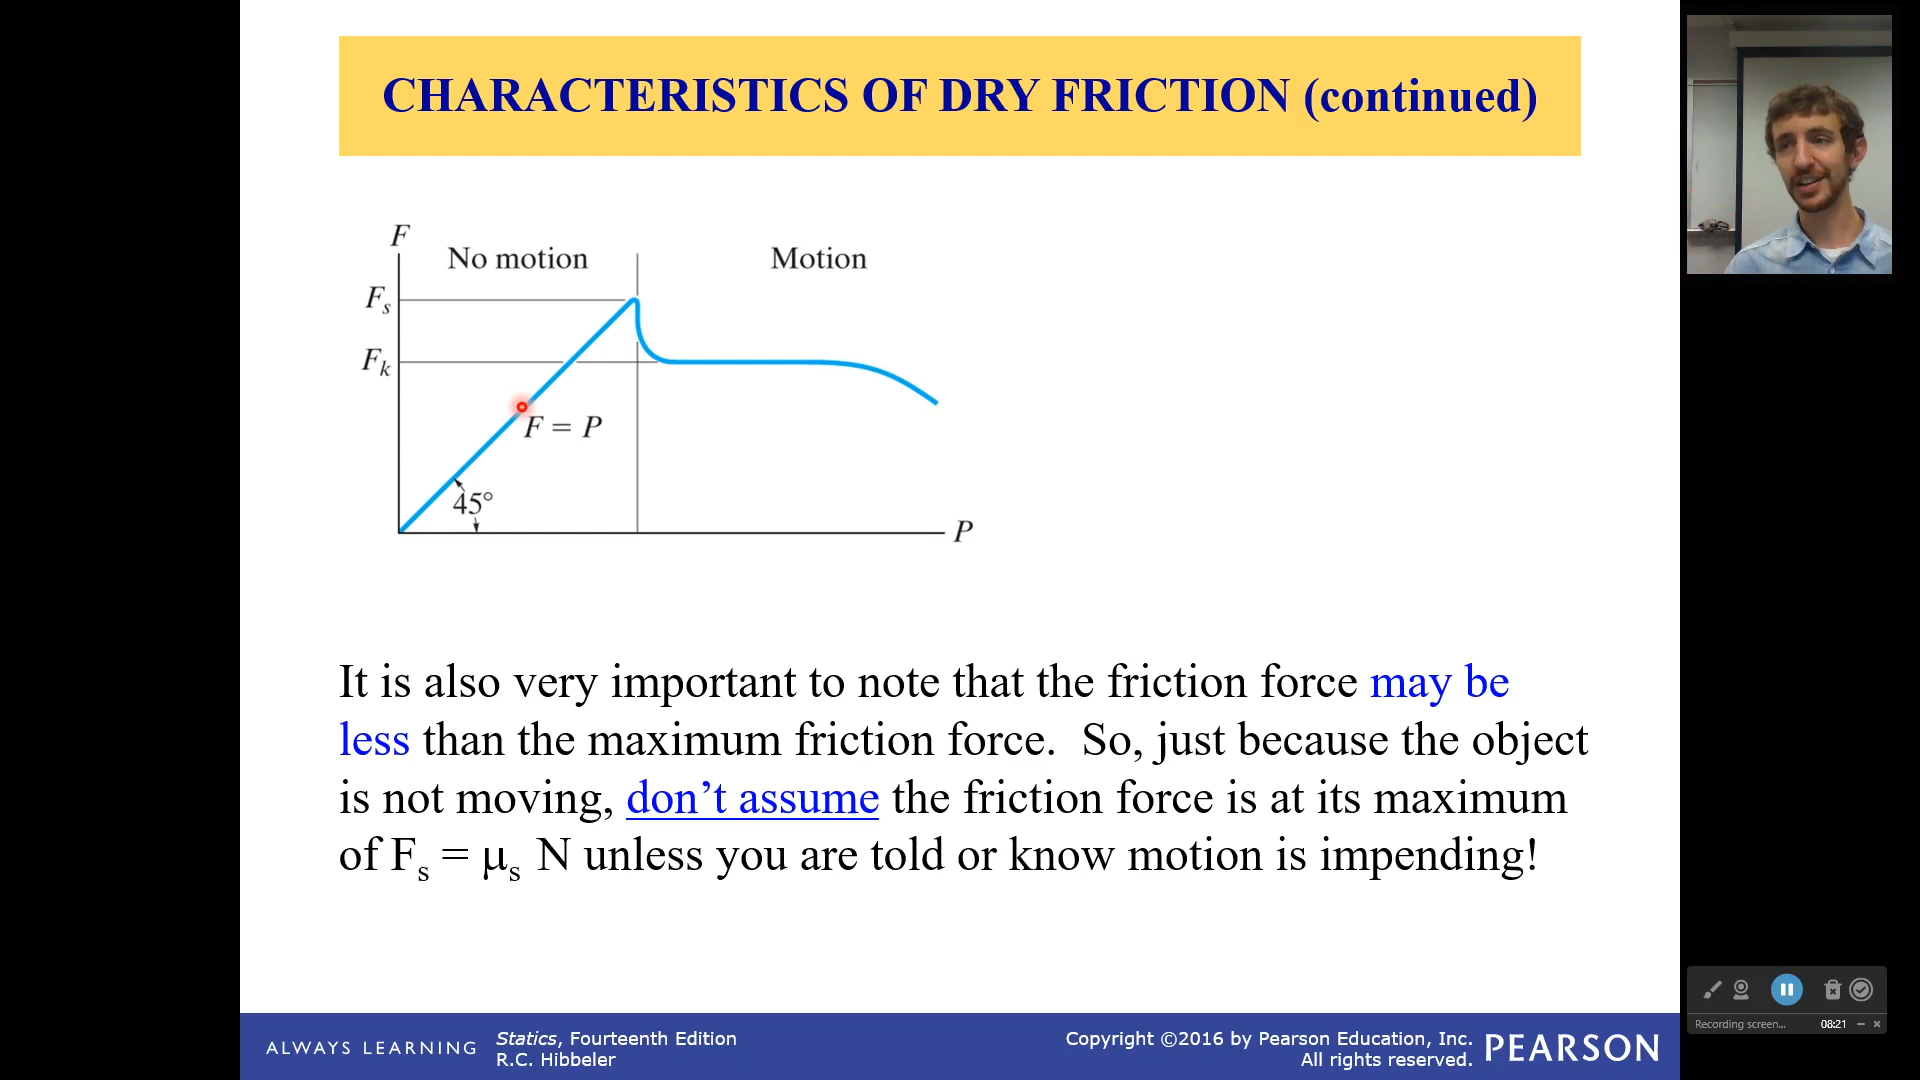 CHARACTERISTICS OF DRY FRICTION (continued)
F
No motion
Motion
Fs
Fk
F = P
45°
P
It is also very important to note that the friction force may be
less than the maximum friction force.  So, just because the object
is not moving, don’t assume the friction force is at its maximum
of Fs = μs N unless you are told or know motion is impending!
ALWAYS LEARNING
Statics, Fourteenth Edition
R.C. Hibbeler
Copyright ©2016 by Pearson Education, Inc.
All rights reserved.
PEARSON
Recording screen...
08:21